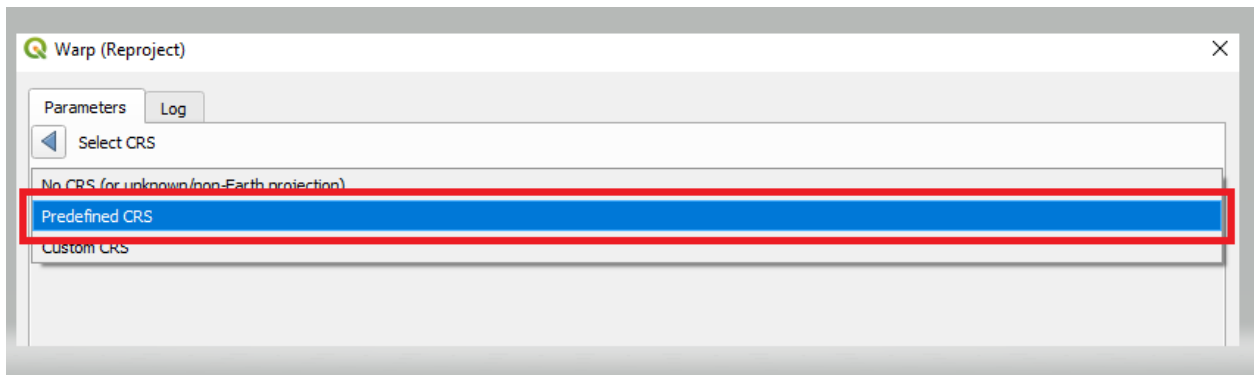 Warp (Reproject)
Parameters Log
Select CRS
No CRS (or unknown/non-Earth projection)
Predefined CRS
Custom CRS